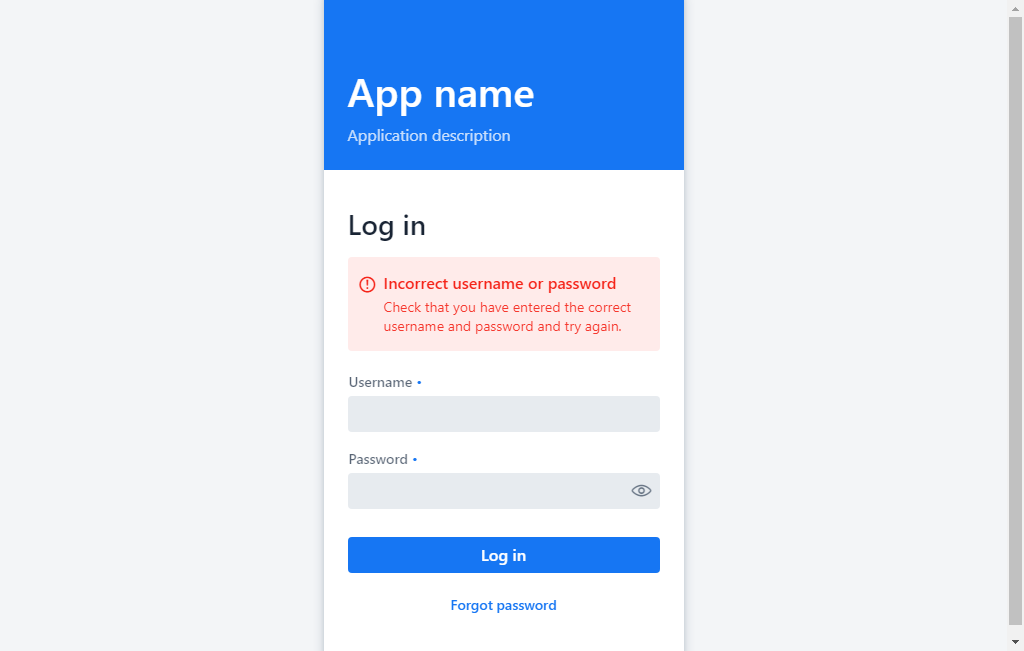 App name
Application description
Log in
Incorrect username or password
Check that you have entered the correct
username and password and try again.
Username •
Password •
Log in
Forgot password